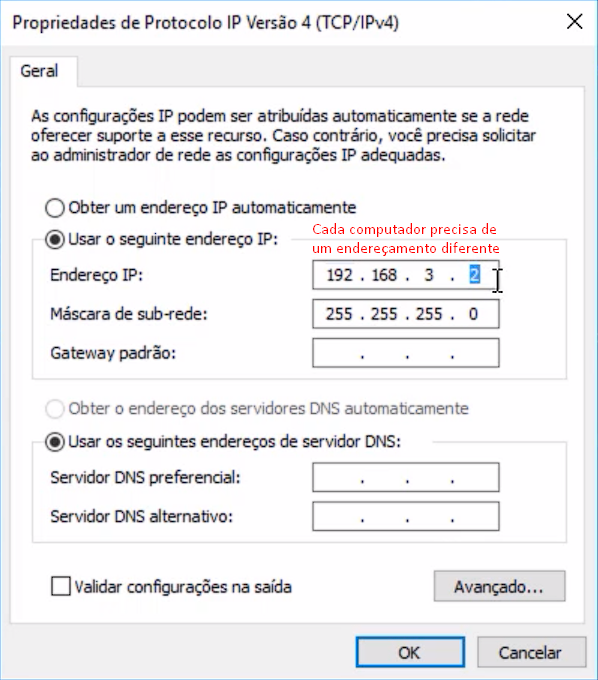 Propriedades de Protocolo IP Versão 4 (TCP/IPv4)
Geral
As configurações IP podem ser atribuídas automaticamente se a rede
oferecer suporte a esse recurso. Caso contrário, você precisa solicitar
ao administrador de rede as configurações IP adequadas.
Obter um endereço IP automaticamente
Cada computador precisa de
um endereçamento diferente
Usar o seguinte endereço IP:
Endereço IP: 192 . 168 . 3 . 2
Máscara de sub-rede: 255 . 255 . 255 . 0
Gateway padrão: . . .
Obter o endereço dos servidores DNS automaticamente
Usar os seguintes endereços de servidor DNS:
Servidor DNS preferencial: . . .
Servidor DNS alternativo: . . .
Validar configurações na saída
Avançado...
OK Cancelar